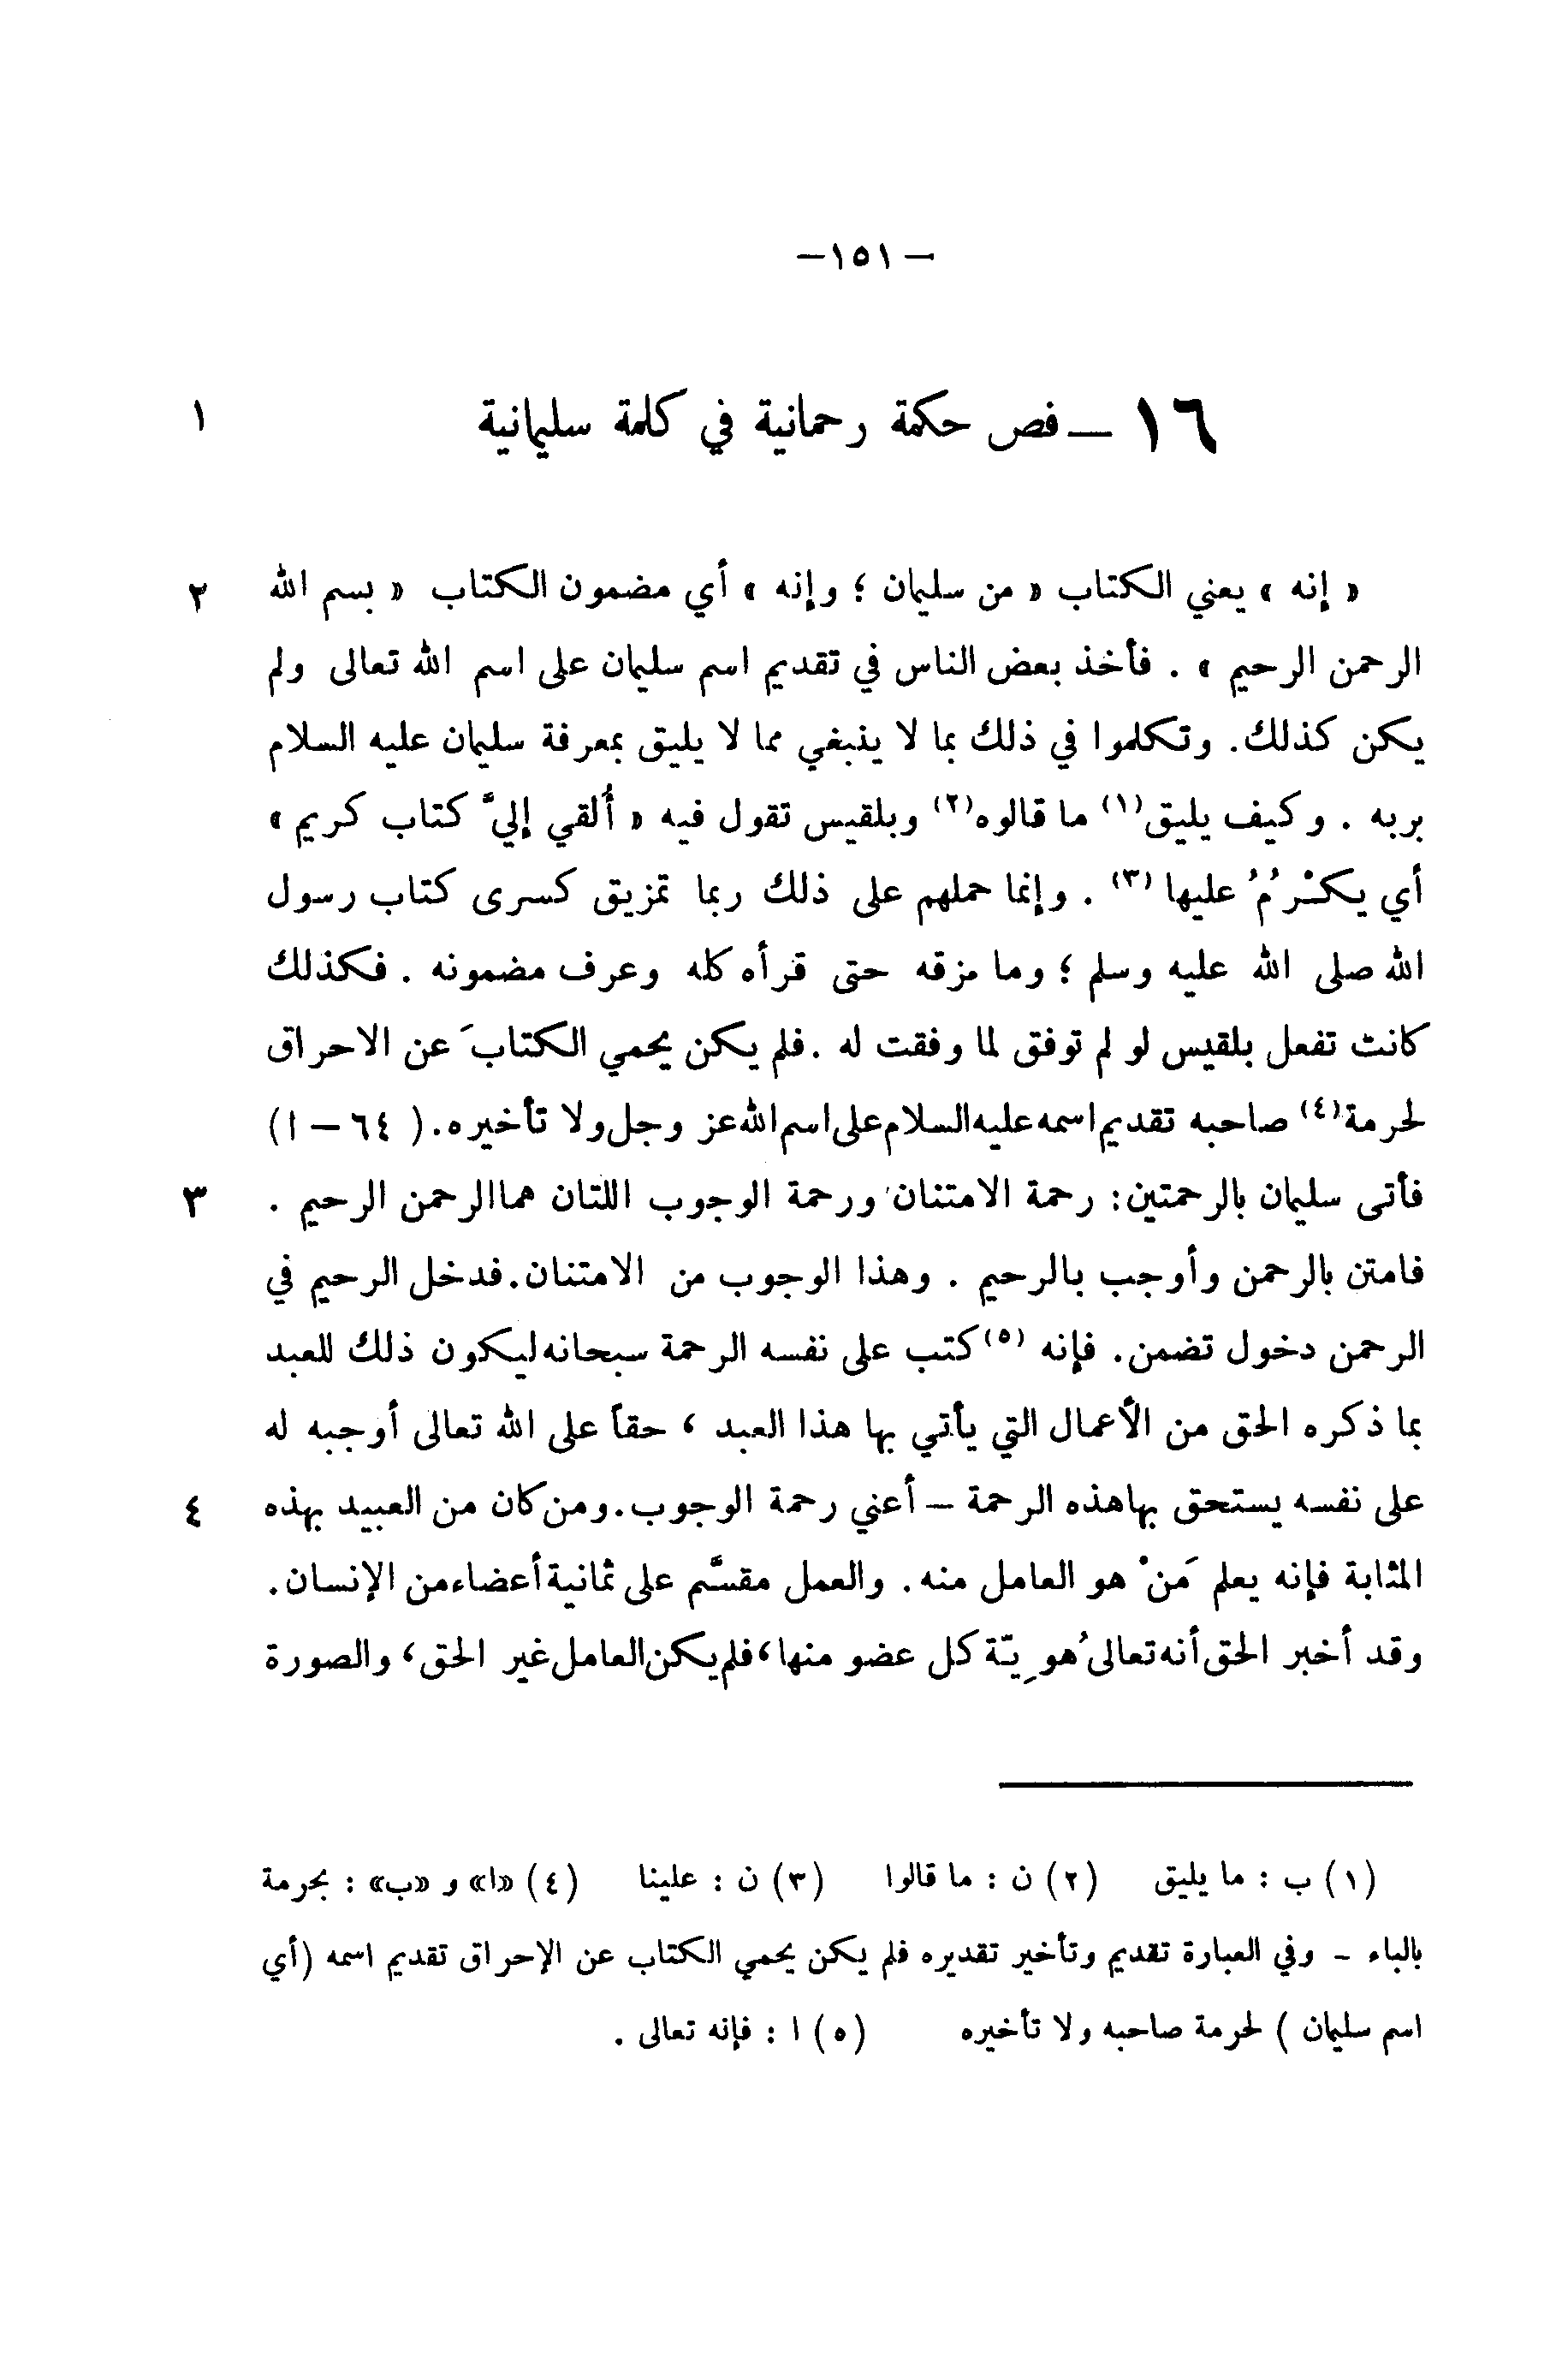 — ١٥١ —
١٦ — فص حكمة رحمانية في كلمة سليمانية ١
« إنه » يعني الكتاب « من سليمان ؛ وإنه » أي مضمون الكتاب « بسم الله ٢
الرحمن الرحيم » . فأخذ بعض الناس في تقديم اسم سليمان على اسم الله تعالى ولم
يكن كذلك . وتكلموا في ذلك بما لا ينبغي مما لا يليق بمعرفة سليمان عليه السلام
بربه . وكيف يليق(١) ما قالوه(٢) وبلقيس تقول فيه « أُلقي إليَّ كتاب كريم »
أي يكْرُمُ عليها (٣) . وإنما حملهم على ذلك ربما تمزيق كسرى كتاب رسول
الله صلى الله عليه وسلم ؛ وما مزقه حتى قرأه كله وعرف مضمونه . فكذلك
كانت تفعل بلقيس لو لم توفق لما وفقت له . فلم يكن يحمي الكتابَ عن الاحراق
لحرمة(٤) صاحبه تقديم اسمه عليه السلام على اسم الله عز وجل ولا تأخيره . ( ٦٤ – ا )
فأتى سليمان بالرحمتين : رحمة الامتنان ورحمة الوجوب اللتان هما الرحمن الرحيم . ٣
فامتن بالرحمن وأوجب بالرحيم . وهذا الوجوب من الامتنان . فدخل الرحيم في
الرحمن دخول تضمن . فإنه (٥) كتب على نفسه الرحمة سبحانه ليكون ذلك للعبد
بما ذكره الحق من الأعمال التي يأتي بها هذا العبد ، حقاً على الله تعالى أوجبه له
على نفسه يستحق بها هذه الرحمة – أعني رحمة الوجوب . ومن كان من العبيد بهذه ٤
المثابة فإنه يعلم مَنْ هو العامل منه . والعمل مقسَّم على ثمانية أعضاء من الإنسان .
وقد أخبر الحق أنه تعالى هُوِيّة كل عضو منها ، فلم يكن العامل غير الحق ، والصورة
(١) ب : ما يليق (٢) ن : ما قالوا (٣) ن : علينا (٤) «ا» و «ب» : بحرمة
بالباء – وفي العبارة تقديم وتأخير تقديره فلم يكن يحمي الكتاب عن الإحراق تقديم اسمه (أي
اسم سليمان ) لحرمة صاحبه ولا تأخيره (٥) ا : فإنه تعالى .